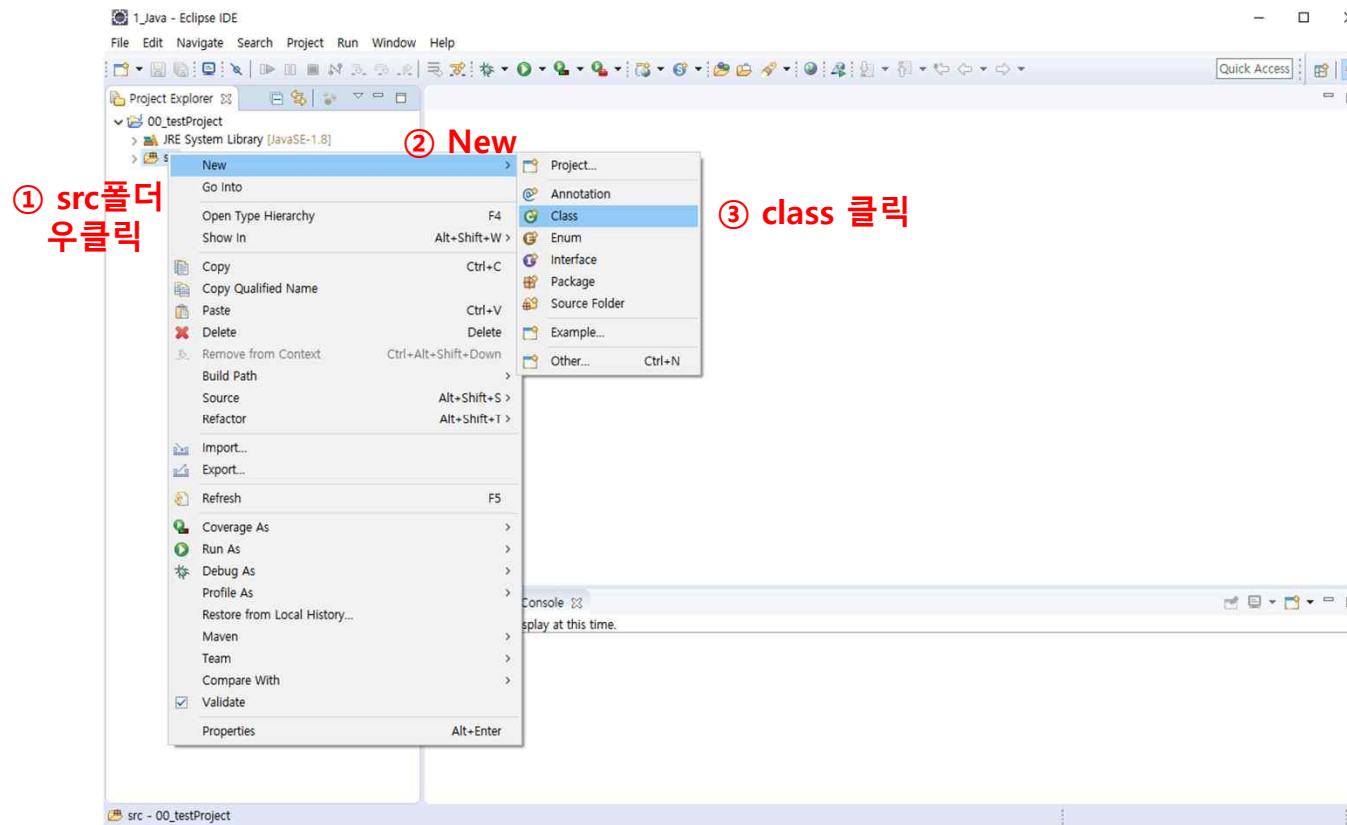 1_Java - Eclipse IDE
File Edit Navigate Search Project Run Window Help
Quick Access
Project Explorer
00_testProject
JRE System Library [JavaSE-1.8]
① src폴더
우클릭
② New
③ class 클릭
New
Go Into
Open Type Hierarchy F4
Show In Alt+Shift+W
Copy Ctrl+C
Copy Qualified Name
Paste Ctrl+V
Delete Delete
Remove from Context Ctrl+Alt+Shift+Down
Build Path
Source Alt+Shift+S
Refactor Alt+Shift+T
Import...
Export...
Refresh F5
Coverage As
Run As
Debug As
Profile As
Restore from Local History...
Maven
Team
Compare With
Validate
Properties Alt+Enter
Project...
Annotation
Class
Enum
Interface
Package
Source Folder
Example...
Other... Ctrl+N
Console
splay at this time.
src - 00_testProject